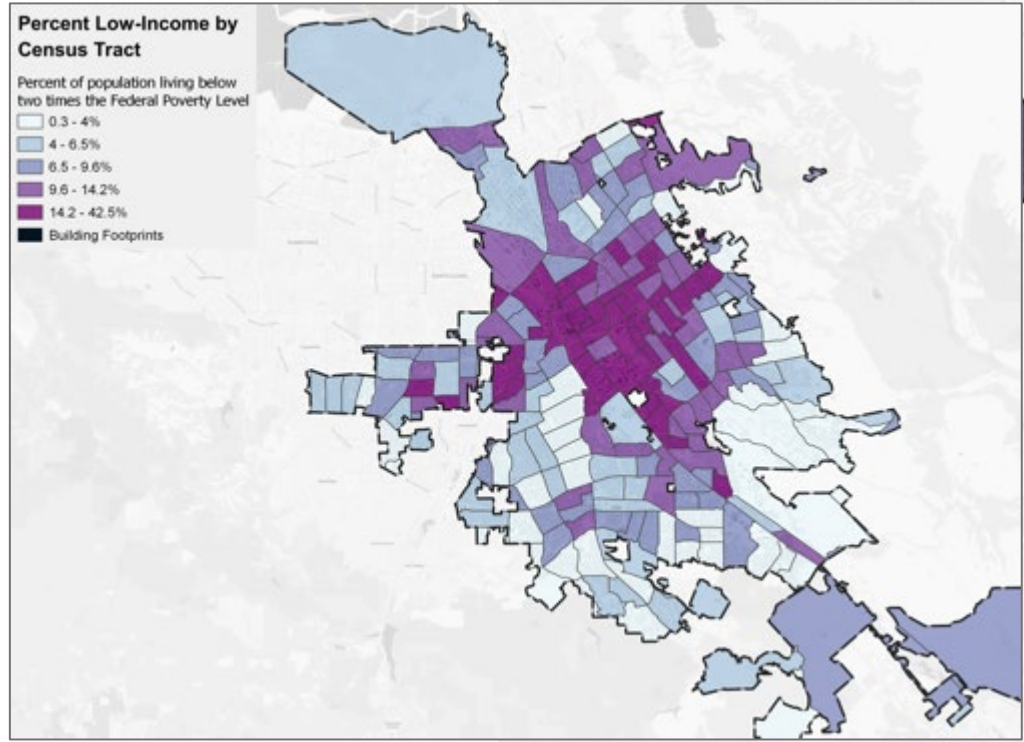 Percent Low-Income by
Census Tract
Percent of population living below
two times the Federal Poverty Level
0.3 - 4%
4 - 6.5%
6.5 - 9.6%
9.6 - 14.2%
14.2 - 42.5%
Building Footprints